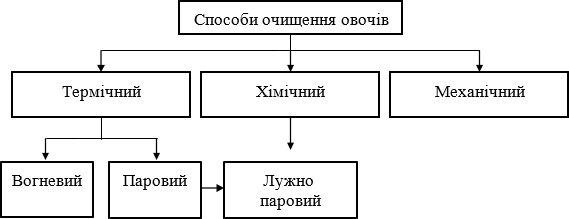 Способи очищення овочів
Термічний
Хімічний
Механічний
Вогневий
Паровий
Лужно
паровий